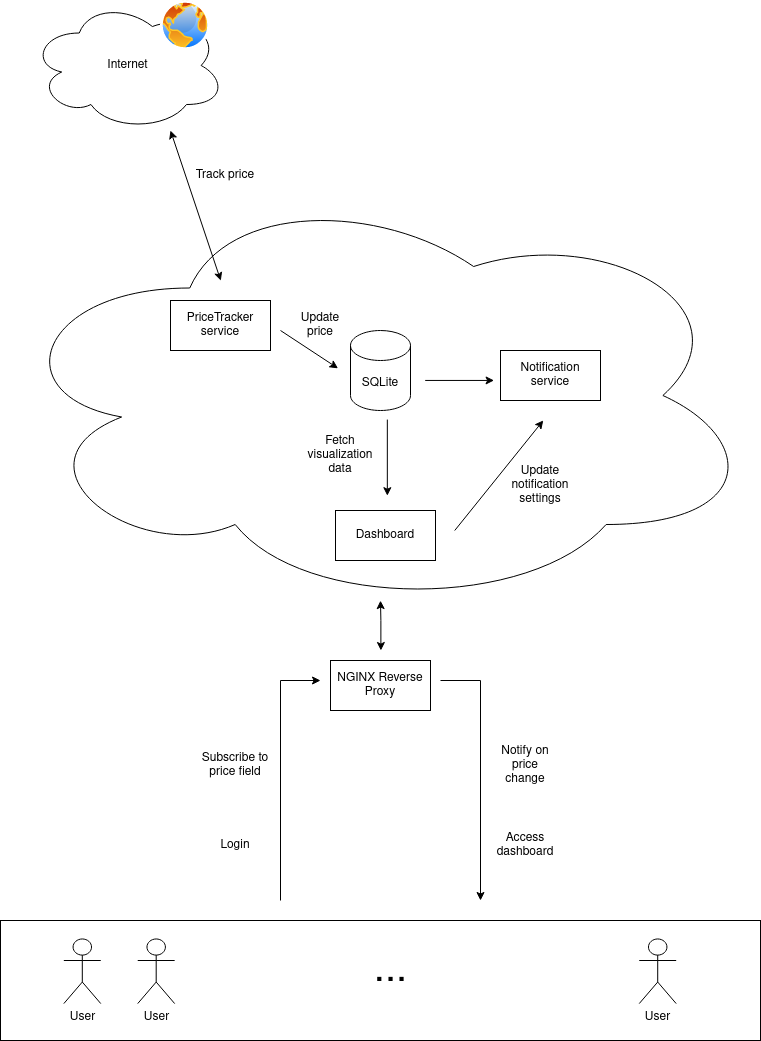 Internet
Track price
PriceTracker
service
Update
price
SQLite
Notification
service
Fetch
visualization
data
Update
notification
settings
Dashboard
NGINX Reverse
Proxy
Subscribe to
price field
Notify on
price
change
Login
Access
dashboard
...
User
User
User